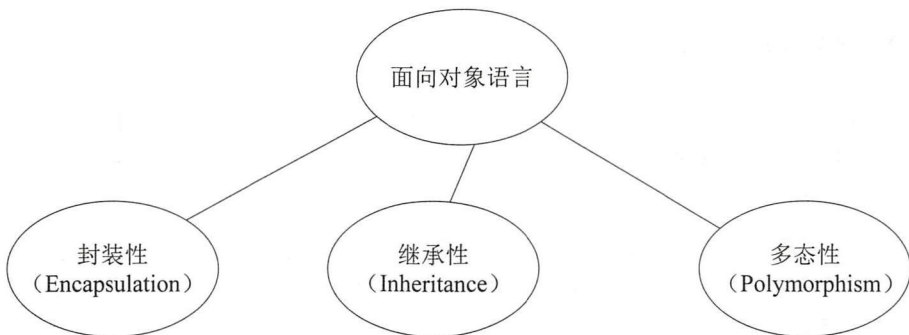 面向对象语言
封装性
（Encapsulation）
继承性
（Inheritance）
多态性
（Polymorphism）